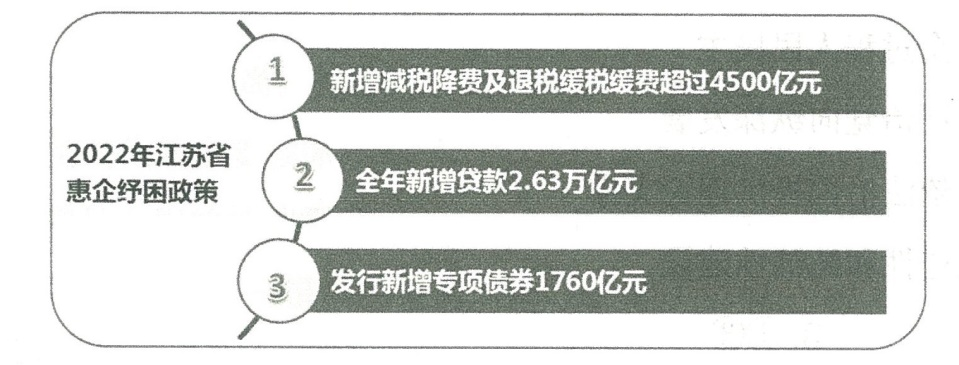 2022年江苏省
惠企纾困政策
1
新增减税降费及退税缓税缓费超过4500亿元
2
全年新增贷款2.63万亿元
3
发行新增专项债券1760亿元